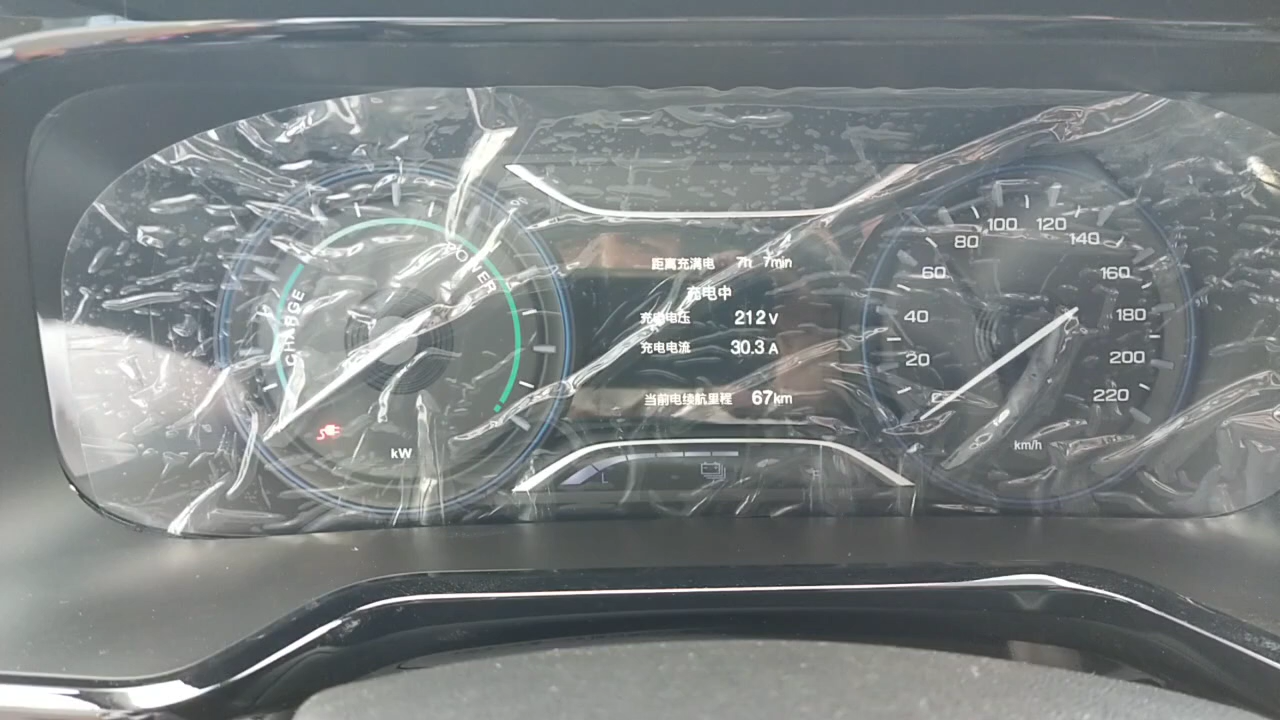 距离充满电 7h 7min
充电中
充电电压 212 V
充电电流 30.3 A
当前电续航里程 67km
CHARGE
POWER
kW
0
20
40
60
80
100
120
140
160
180
200
220
km/h